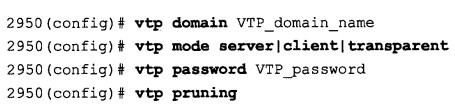 2950(config)# vtp domain VTP_domain_name
2950(config)# vtp mode server|client|transparent
2950(config)# vtp password VTP_password
2950(config)# vtp pruning